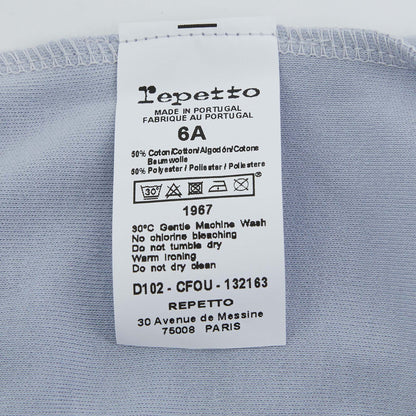 repetto
MADE IN PORTUGAL
FABRIQUE AU PORTUGAL
6A
50% Coton/Cotton/Algodón/Cotone
Baumwolle
50% Polyester / Poliester / Poliestere
30° ®
1967
30ºC Gentle Machine Wash
No chlorine bleaching
Do not tumble dry
Warm Ironing
Do not dry clean
D102 - CFOU - 132163
REPETTO
30 Avenue de Messine
75008 PARIS